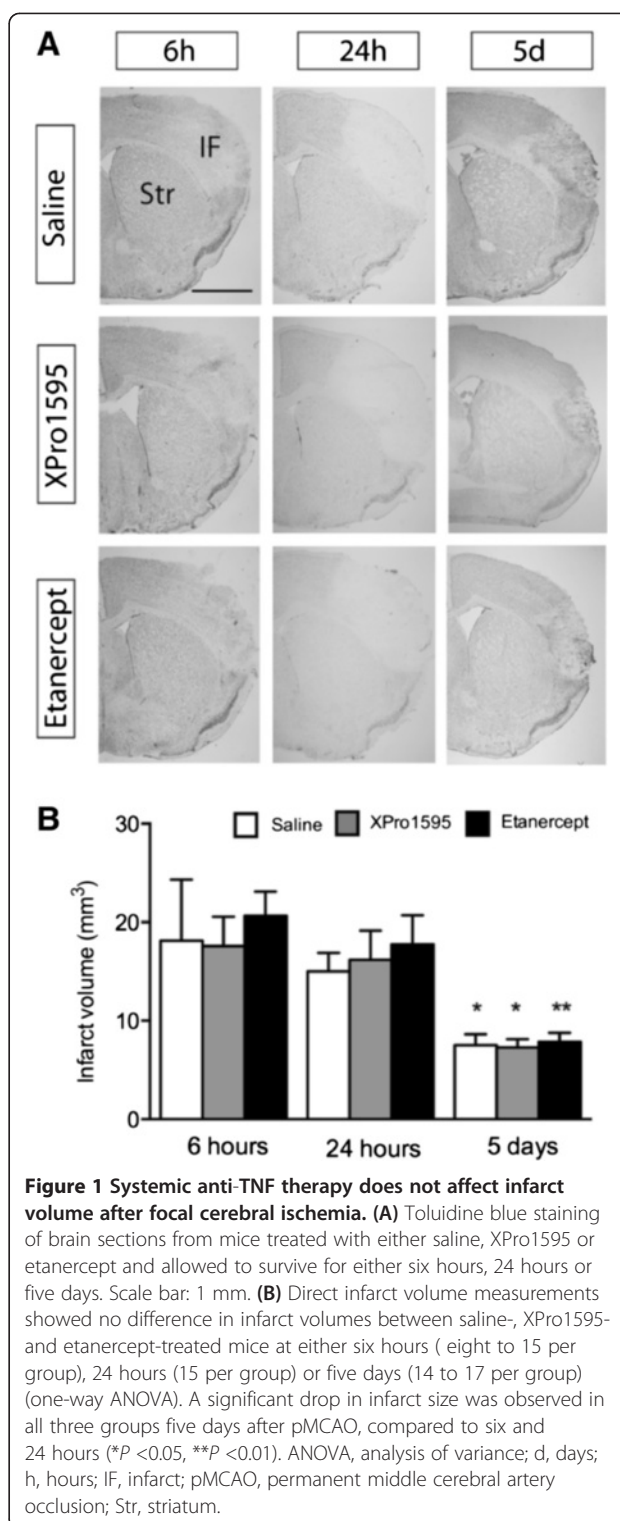 A
6h
24h
5d
Saline
IF
Str
XPro1595
Etanercept
B
Saline
XPro1595
Etanercept
Infarct volume (mm³)
30
20
10
0
* * **
6 hours
24 hours
5 days
Figure 1 Systemic anti-TNF therapy does not affect infarct
volume after focal cerebral ischemia. (A) Toluidine blue staining
of brain sections from mice treated with either saline, XPro1595 or
etanercept and allowed to survive for either six hours, 24 hours or
five days. Scale bar: 1 mm. (B) Direct infarct volume measurements
showed no difference in infarct volumes between saline-, XPro1595-
and etanercept-treated mice at either six hours ( eight to 15 per
group), 24 hours (15 per group) or five days (14 to 17 per group)
(one-way ANOVA). A significant drop in infarct size was observed in
all three groups five days after pMCAO, compared to six and
24 hours (*P <0.05, **P <0.01). ANOVA, analysis of variance; d, days;
h, hours; IF, infarct; pMCAO, permanent middle cerebral artery
occlusion; Str, striatum.